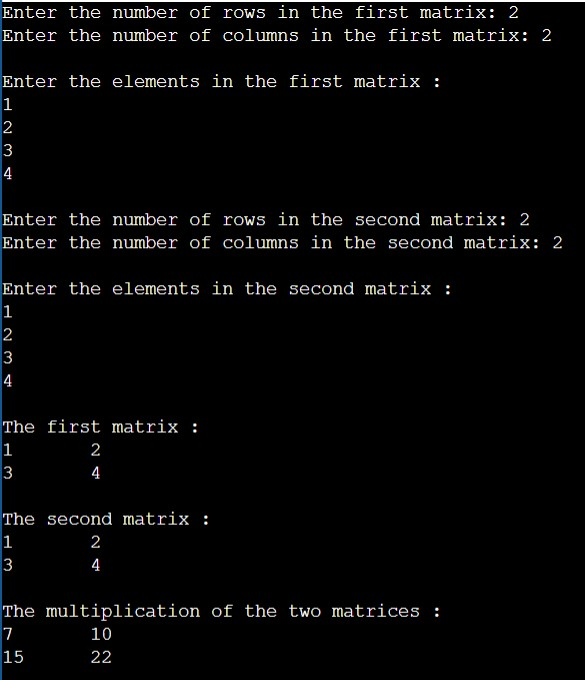 Enter the number of rows in the first matrix: 2
Enter the number of columns in the first matrix: 2
Enter the elements in the first matrix :
1
2
3
4
Enter the number of rows in the second matrix: 2
Enter the number of columns in the second matrix: 2
Enter the elements in the second matrix :
1
2
3
4
The first matrix :
1 2
3 4
The second matrix :
1 2
3 4
The multiplication of the two matrices :
7 10
15 22